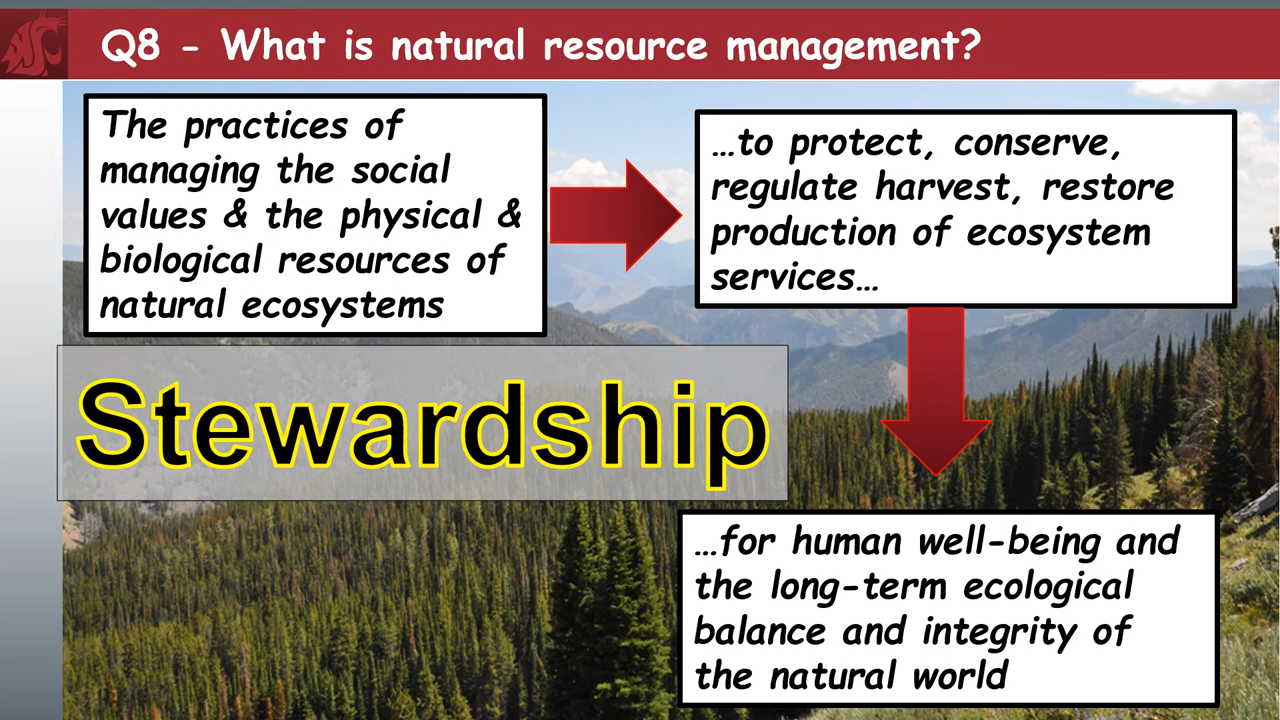 Q8 - What is natural resource management?
The practices of
managing the social
values & the physical &
biological resources of
natural ecosystems
…to protect, conserve,
regulate harvest, restore
production of ecosystem
services…
Stewardship
…for human well-being and
the long-term ecological
balance and integrity of
the natural world